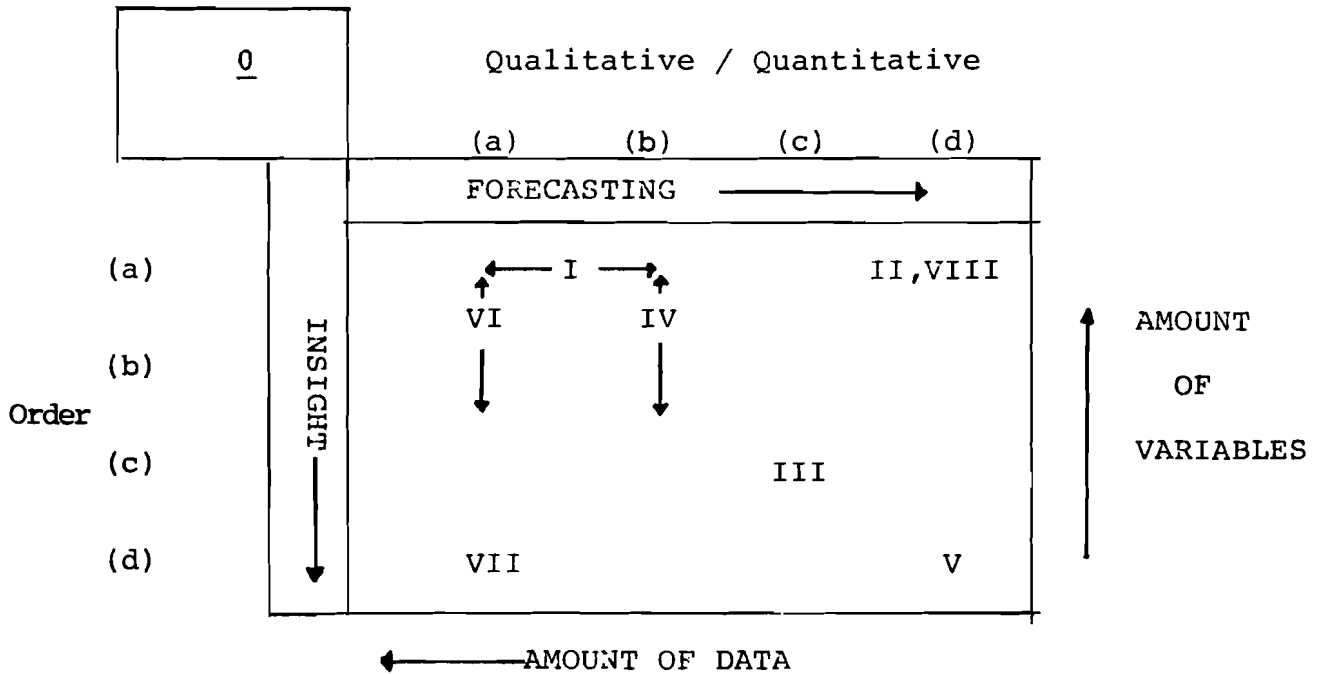 0 Qualitative / Quantitative
(a) (b) (c) (d)
FORECASTING
(a) I II,VIII
VI IV AMOUNT
INSIGHT
(b) OF
Order
(c) III VARIABLES
(d) VII V
AMOUNT OF DATA